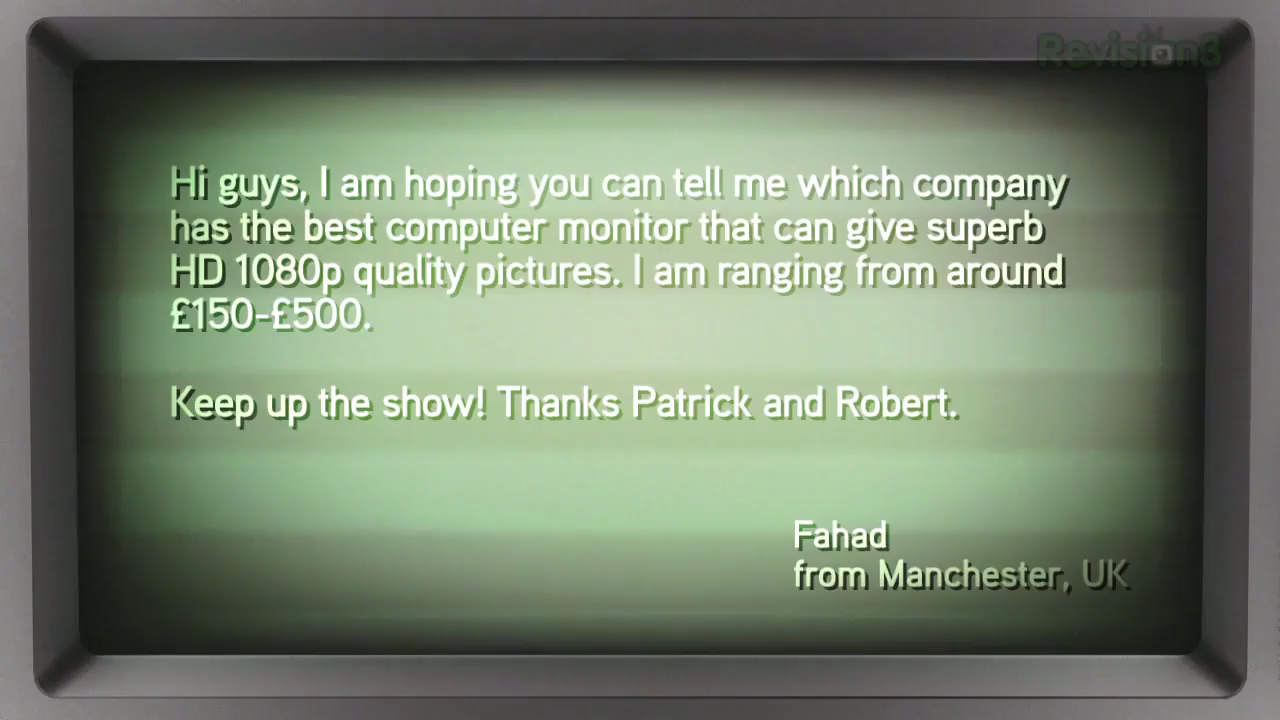 Revision3
Hi guys, I am hoping you can tell me which company
has the best computer monitor that can give superb
HD 1080p quality pictures. I am ranging from around
£150-£500.
Keep up the show! Thanks Patrick and Robert.
Fahad
from Manchester, UK